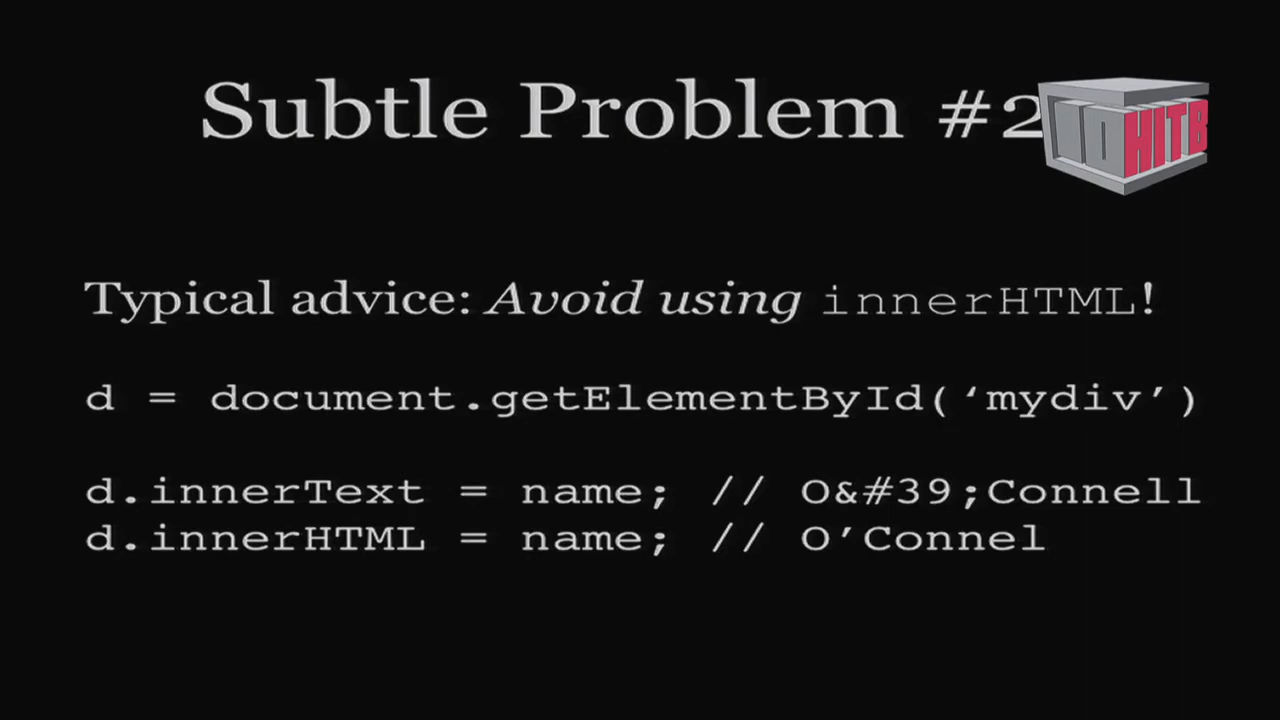 Subtle Problem #2
HITB
Typical advice: Avoid using innerHTML!
d = document.getElementById(‘mydiv’)
d.innerText = name; // O&#39;Connell
d.innerHTML = name; // O’Connel